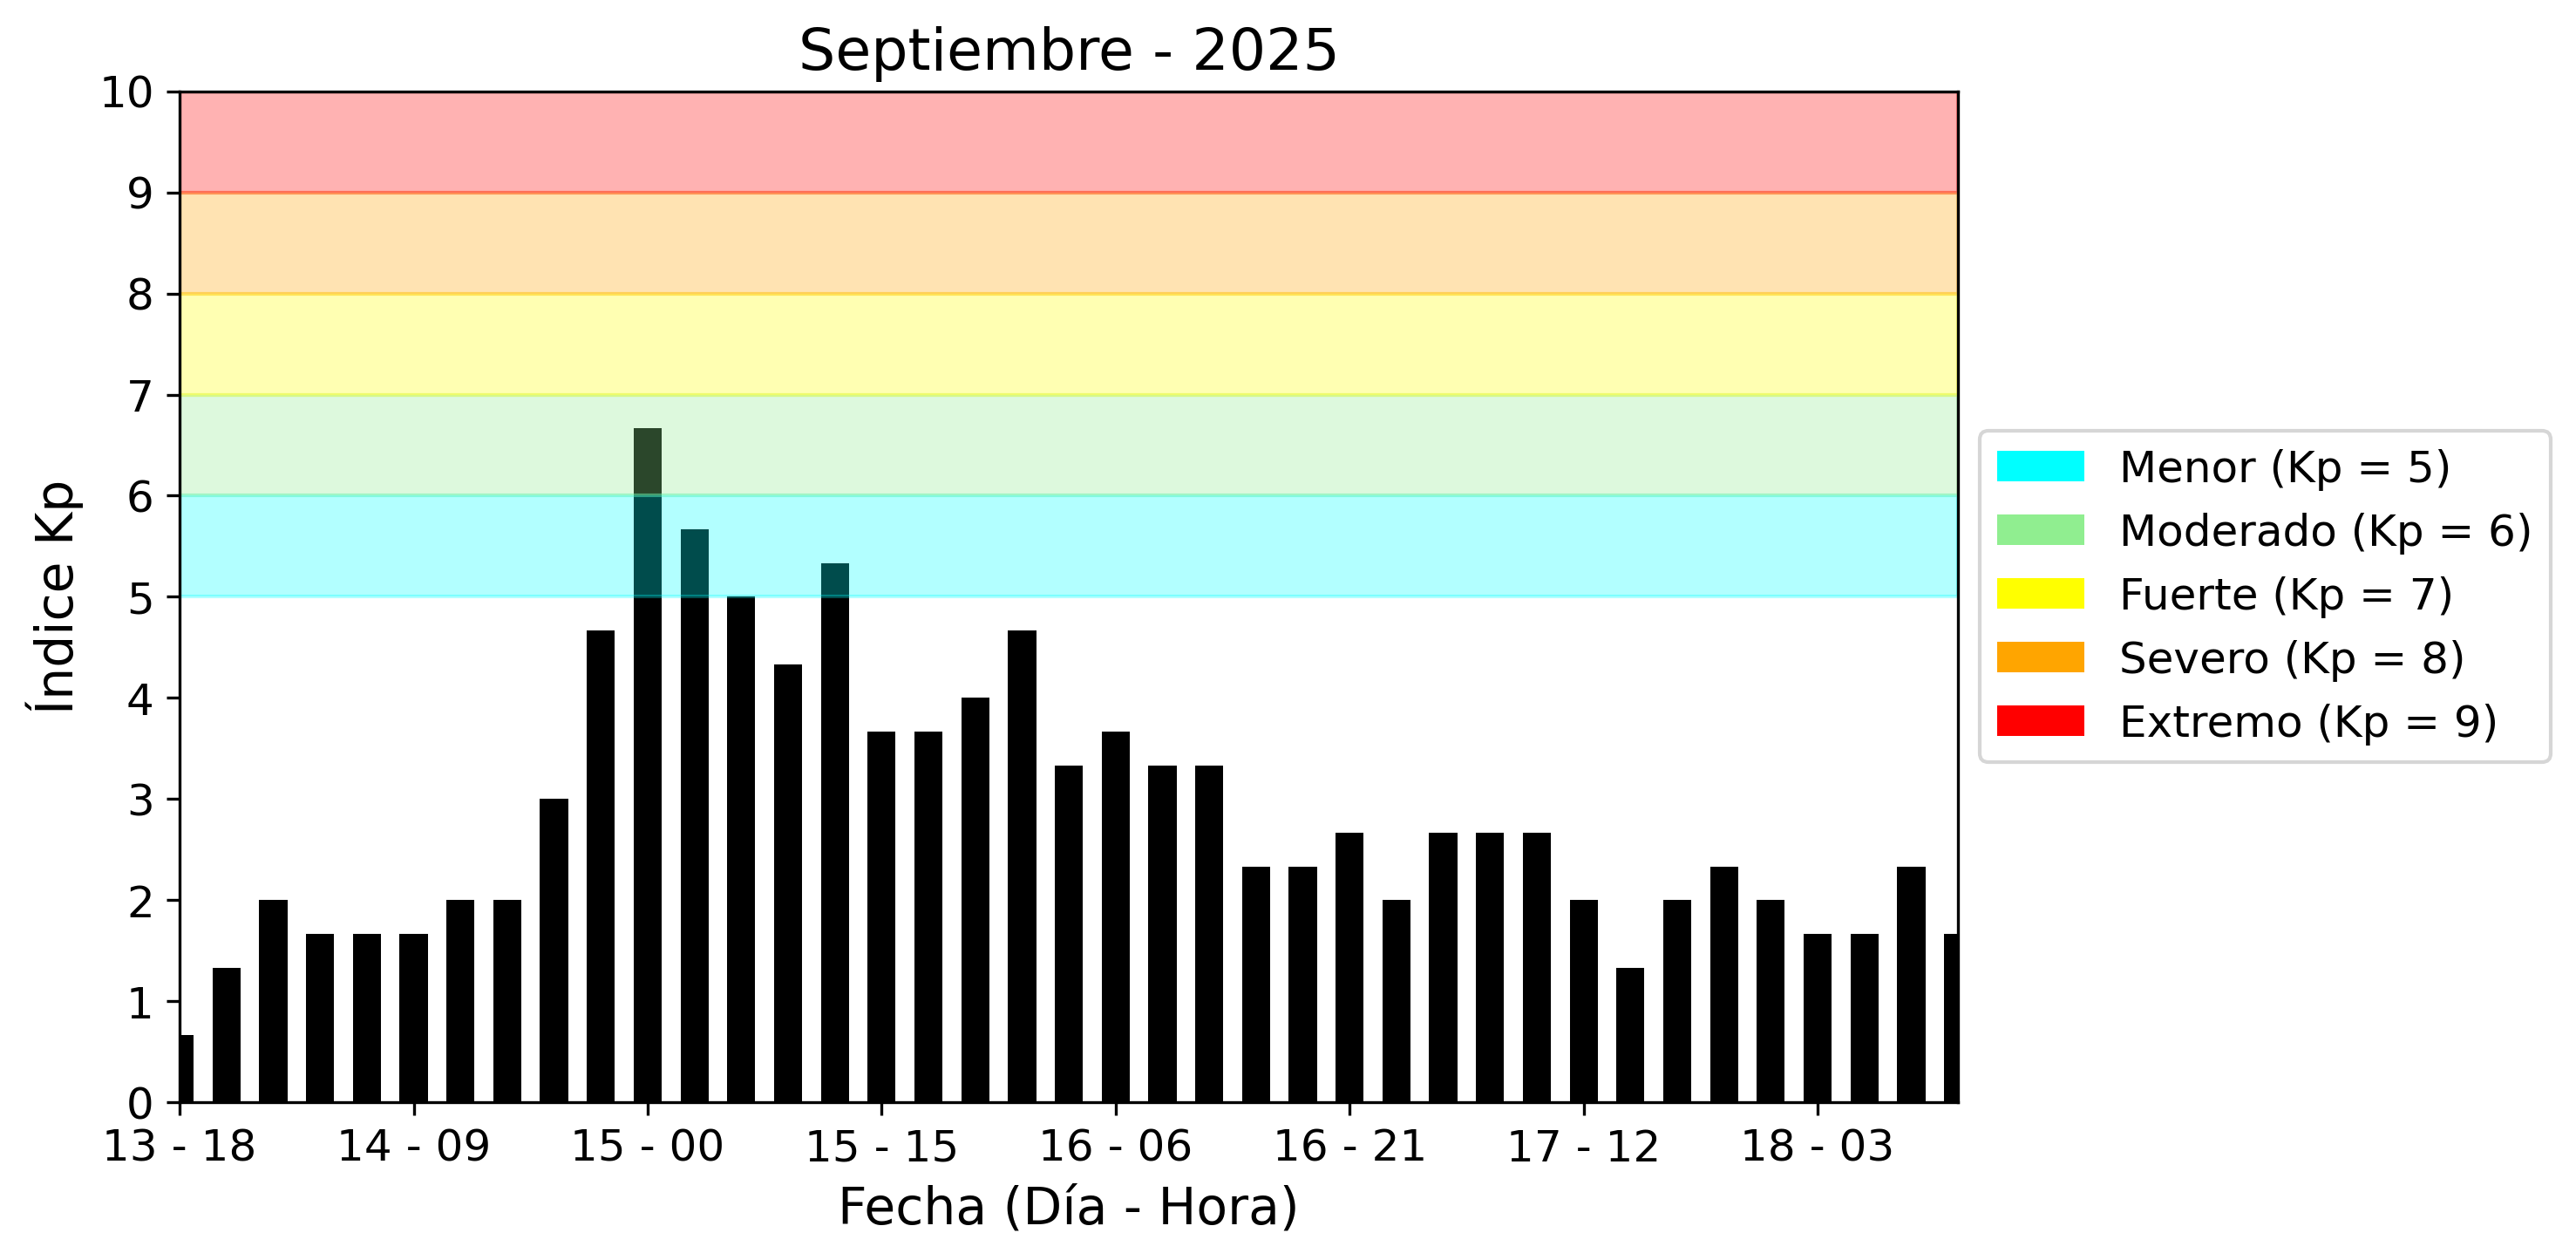 Septiembre - 2025
10
9
8
7
6
5
4
3
2
1
0
Índice Kp
13 - 18
14 - 09
15 - 00
15 - 15
16 - 06
16 - 21
17 - 12
18 - 03
Fecha (Día - Hora)
Menor (Kp = 5)
Moderado (Kp = 6)
Fuerte (Kp = 7)
Severo (Kp = 8)
Extremo (Kp = 9)